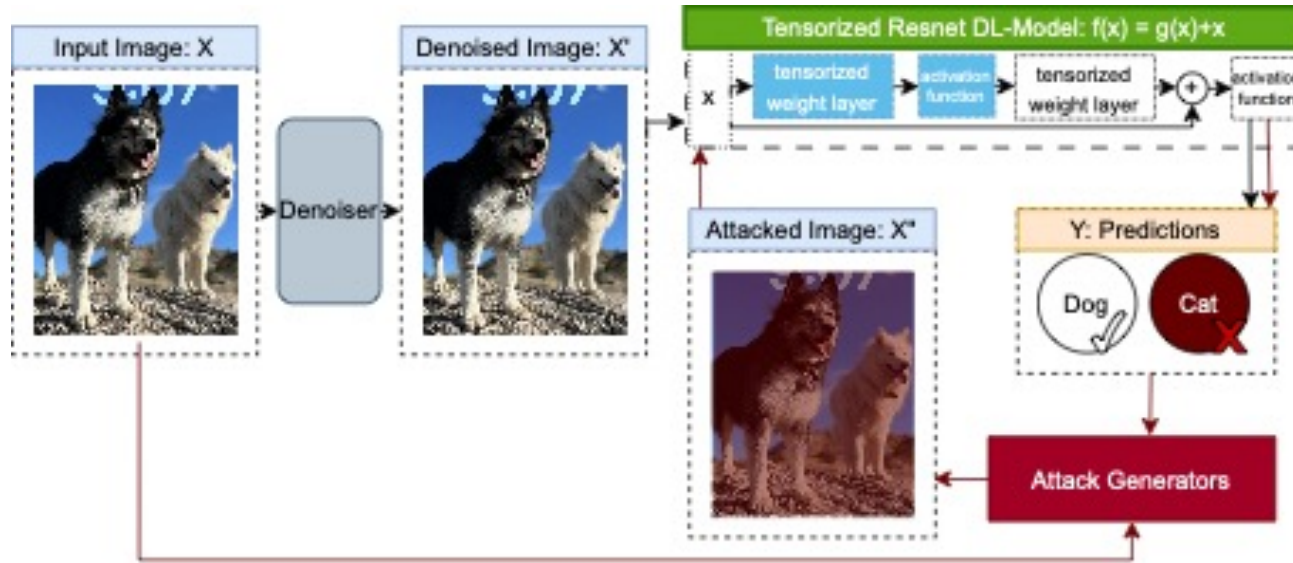 Input Image: X
Denoised Image: X'
Tensorized Resnet DL-Model: f(x) = g(x)+x
x
tensorized
weight layer
activation
function
tensorized
weight layer
+
activation
function
Denoiser
Attacked Image: X"
Y: Predictions
Dog
Cat
X
Attack Generators